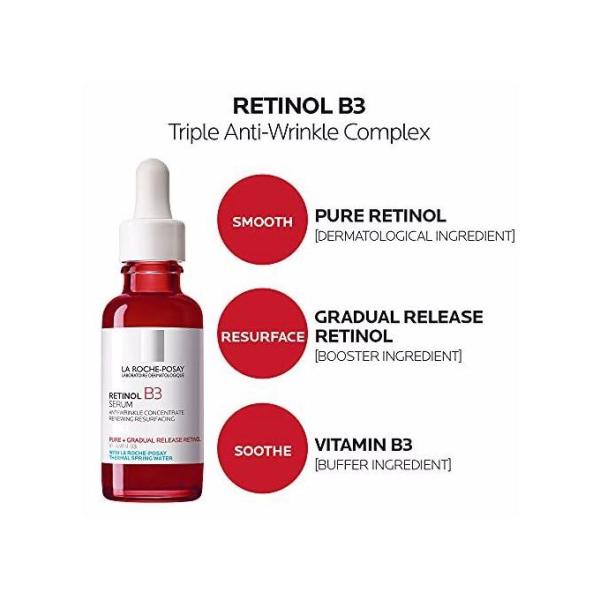 RETINOL B3
Triple Anti-Wrinkle Complex
SMOOTH
PURE RETINOL
[DERMATOLOGICAL INGREDIENT]
RESURFACE
GRADUAL RELEASE
RETINOL
[BOOSTER INGREDIENT]
SOOTHE
VITAMIN B3
[BUFFER INGREDIENT]
LA ROCHE-POSAY
LABORATOIRE DERMATOLOGIQUE
RETINOL B3
SERUM
ANTI-WRINKLE CONCENTRATE
RENEWING RESURFACING
PURE + GRADUAL RELEASE RETINOL
VITAMIN B3
WITH LA ROCHE-POSAY
THERMAL SPRING WATER